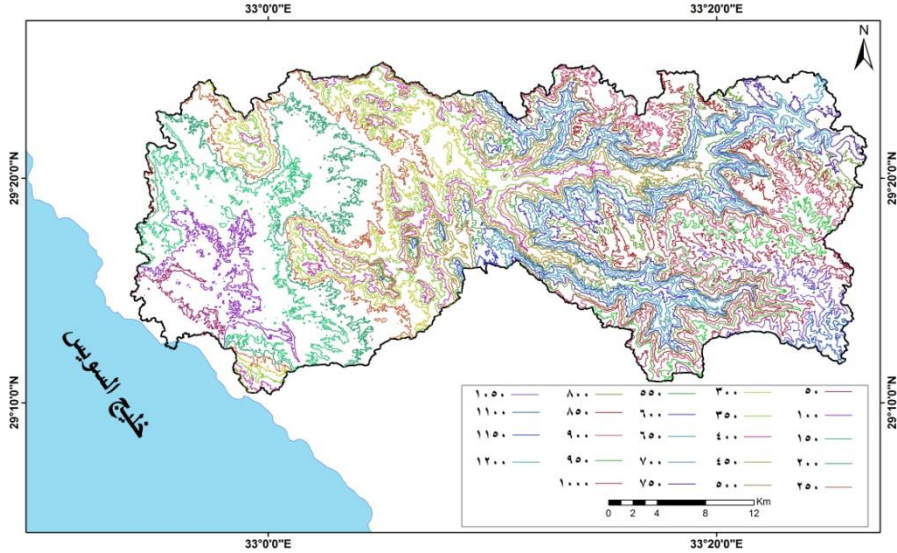 33°0'0"E 33°20'0"E
N
29°20'0"N 29°20'0"N
29°10'0"N 29°10'0"N
خليج السويس
٥٠ ٣٠٠ ٥٥٠ ٨٠٠ ١٠٥٠
١٠٠ ٣٥٠ ٦٠٠ ٨٥٠ ١١٠٠
١٥٠ ٤٠٠ ٦٥٠ ٩٠٠ ١١٥٠
٢٠٠ ٤٥٠ ٧٠٠ ٩٥٠ ١٢٠٠
٢٥٠ ٥٠٠ ٧٥٠ ١٠٠٠
Km
0 2 4 8 12
33°0'0"E 33°20'0"E